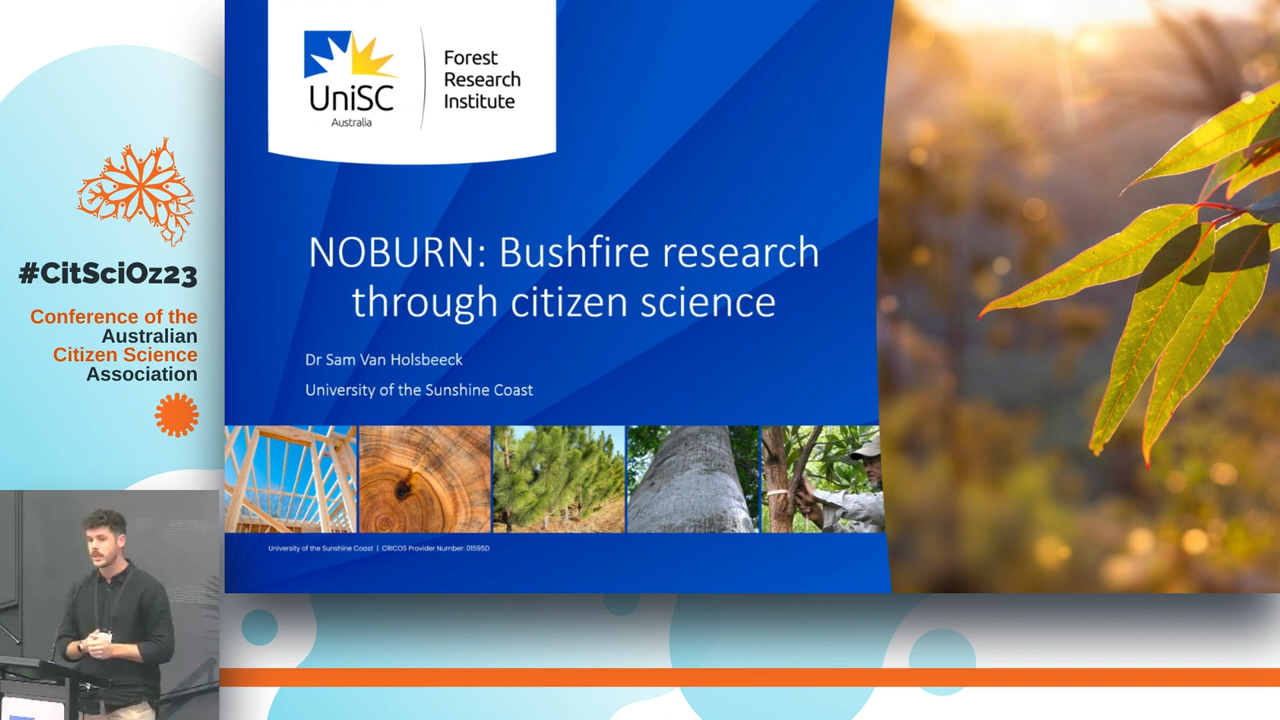 #CitSciOz23
Conference of the
Australian
Citizen Science
Association
UniSC
Australia
Forest
Research
Institute
NOBURN: Bushfire research
through citizen science
Dr Sam Van Holsbeeck
University of the Sunshine Coast
University of the Sunshine Coast | CRICOS Provider Number: 01595D